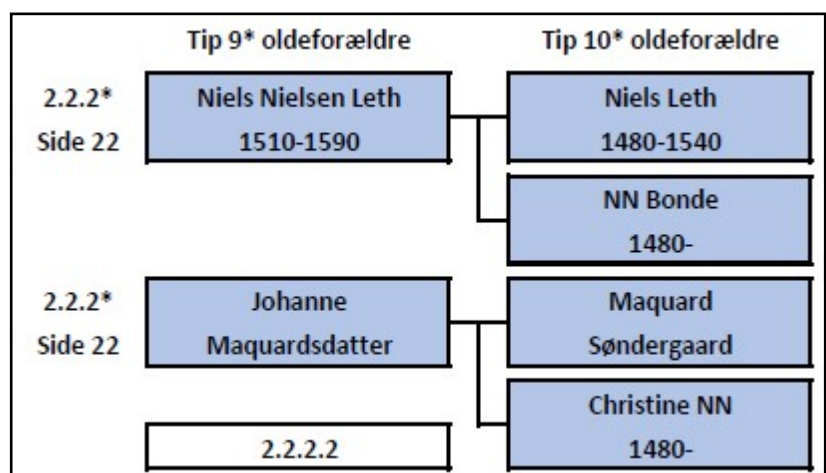 Tip 9* oldeforældre Tip 10* oldeforældre
2.2.2* Niels Nielsen Leth Niels Leth
Side 22 1510-1590 1480-1540
NN Bonde
1480-
2.2.2* Johanne Maquard
Side 22 Maquardsdatter Søndergaard
Christine NN
2.2.2.2 1480-